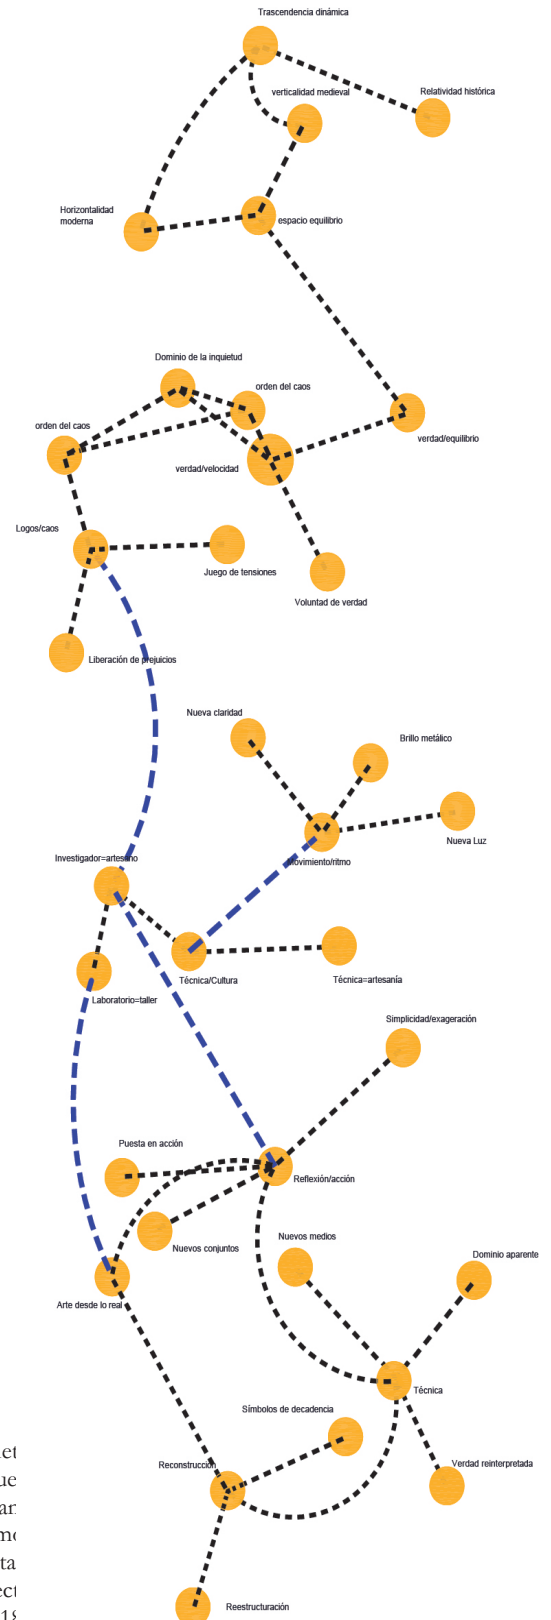 Trascendencia dinámica
verticalidad medieval
Relatividad histórica
Horizontalidad
moderna
espacio equilibrio
Dominio de la inquietud
orden del caos
orden del caos
verdad/equilibrio
verdad/velocidad
Logos/caos
Juego de tensiones
Voluntad de verdad
Liberación de prejuicios
Nueva claridad
Brillo metálico
Nueva Luz
Investigador=artesano
Movimiento/ritmo
Técnica/Cultura
Técnica=artesanía
Laboratorio=taller
Simplicidad/exageración
Puesta en acción
Reflexión/acción
Nuevos medios
Nuevos conjuntos
Dominio aparente
Arte desde lo real
Técnica
Símbolos de decadencia
Verdad reinterpretada
Reconstrucción
Reestructuración